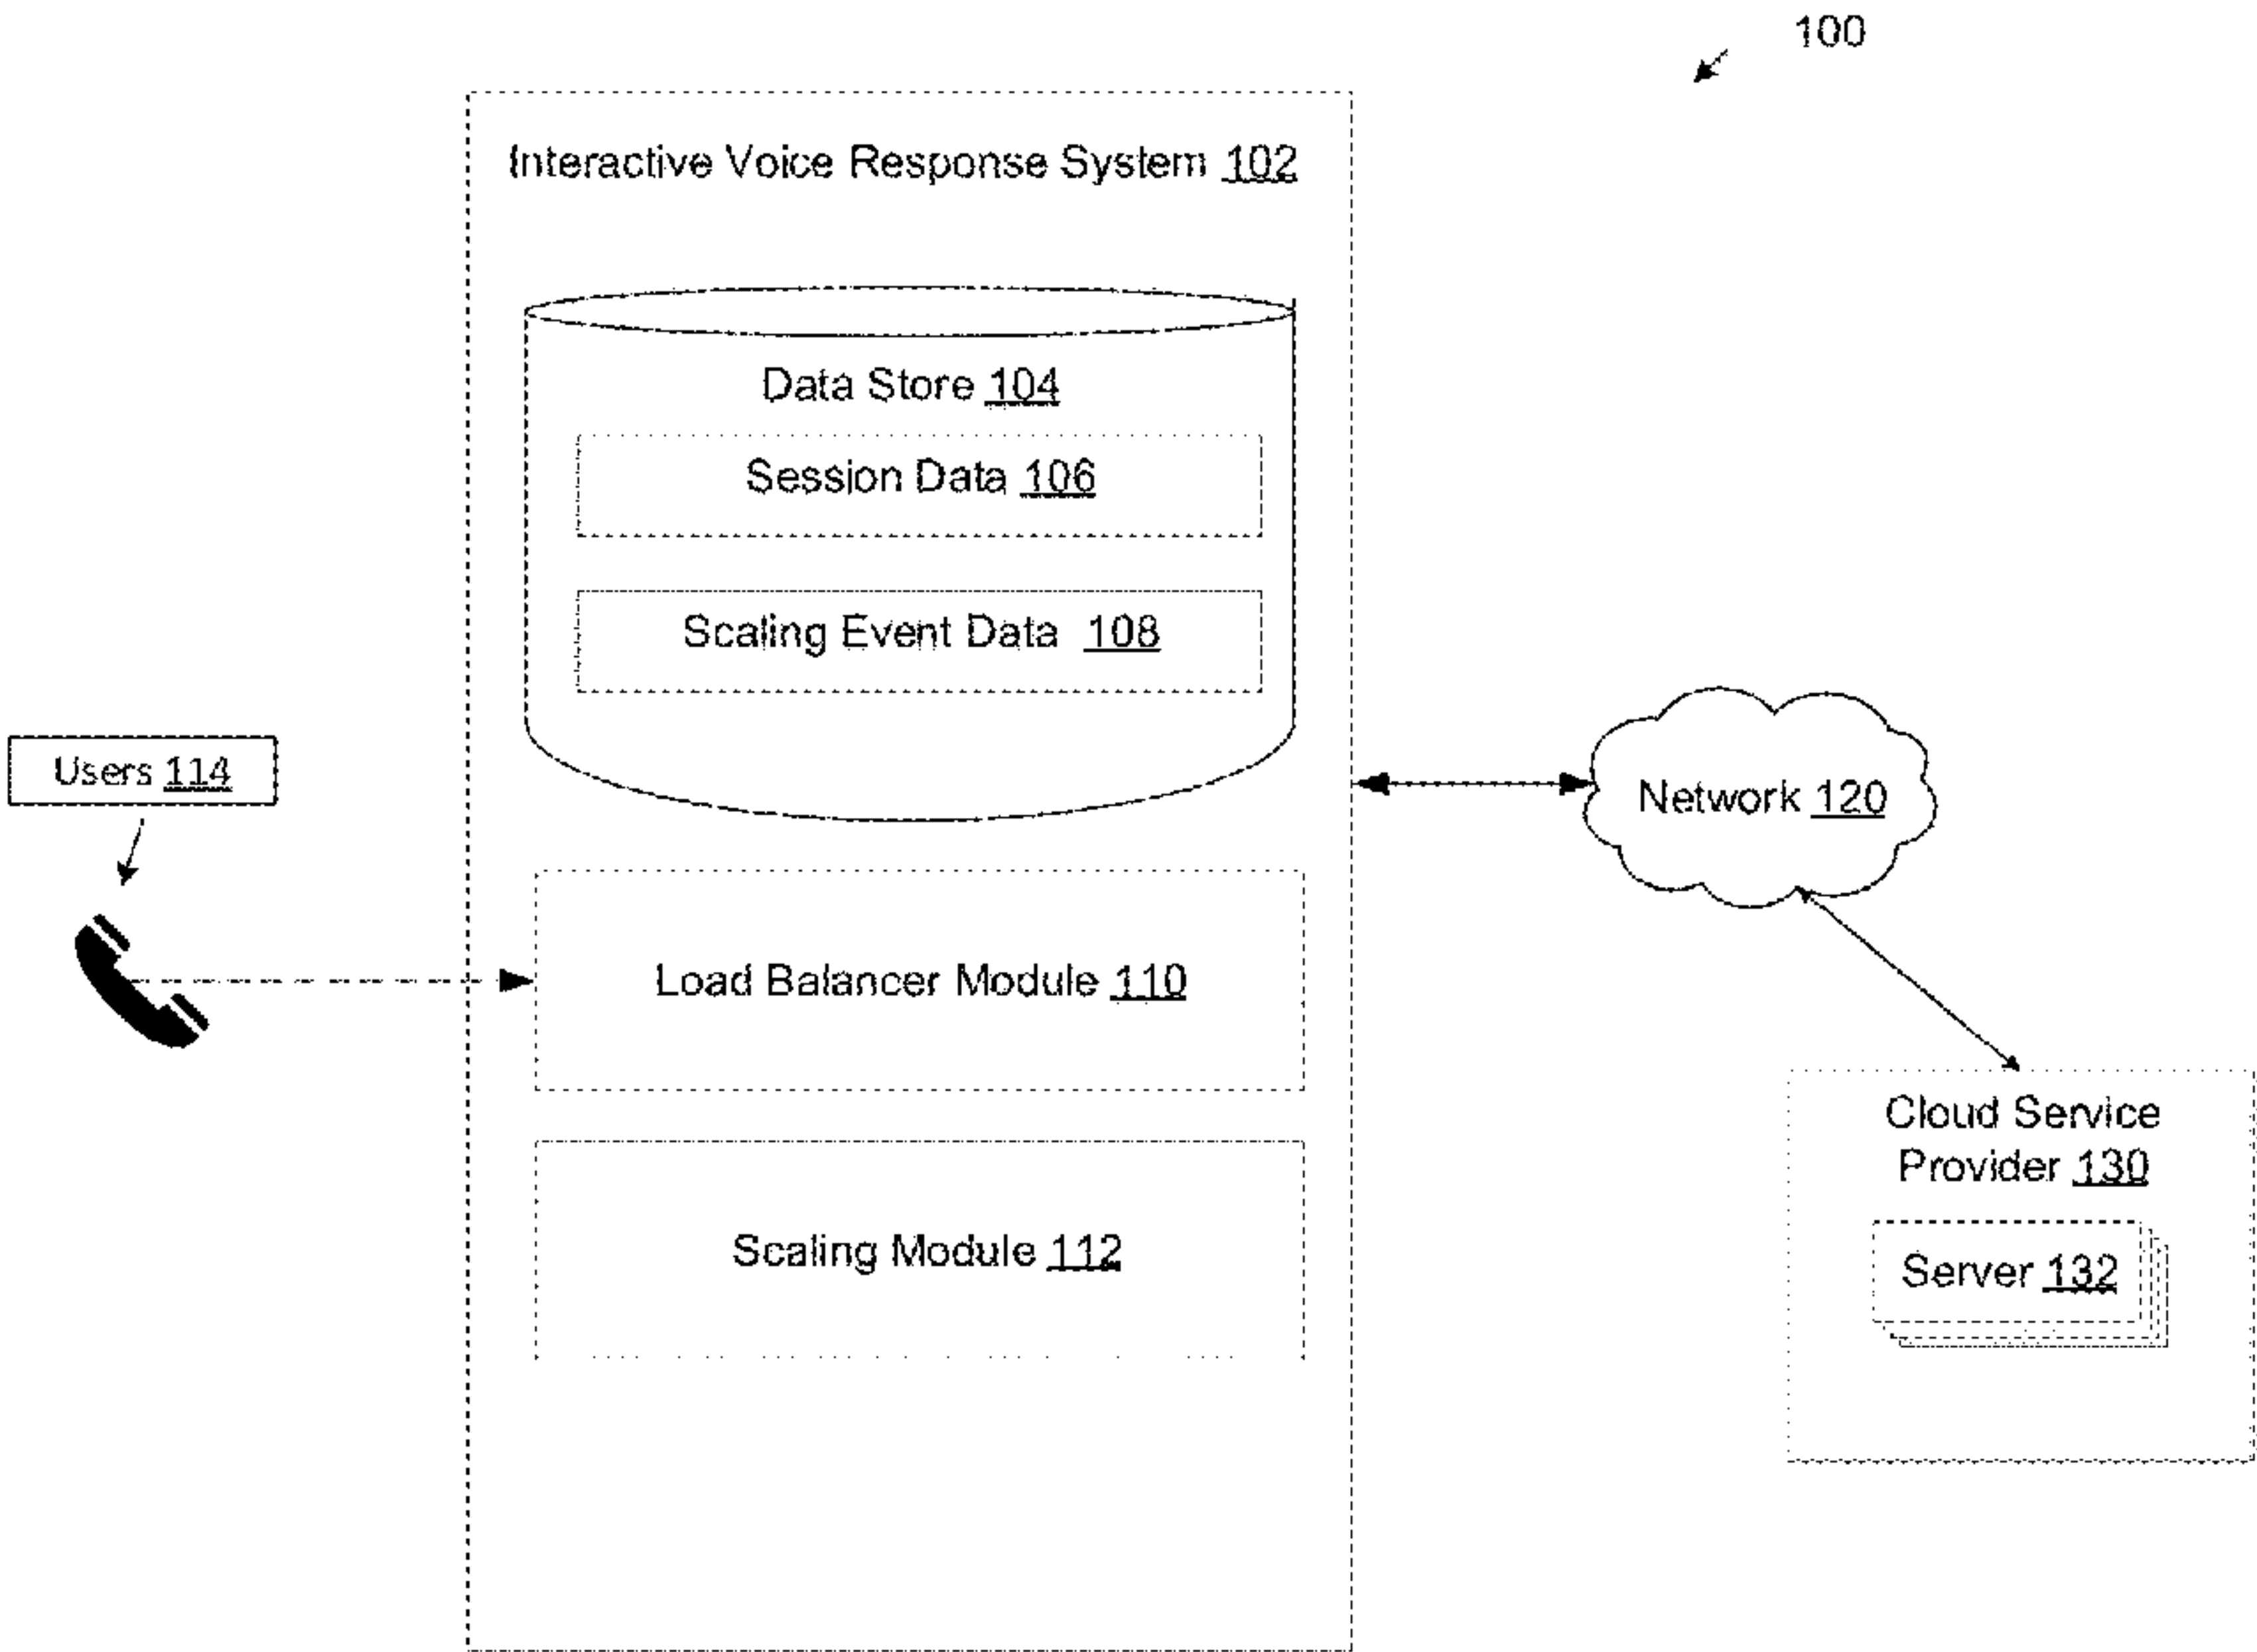 100
Interactive Voice Response System 102
Data Store 104
Session Data 106
Scaling Event Data 108
Users 114
Network 120
Load Balancer Module 110
Cloud Service
Provider 130
Scaling Module 112
Server 132